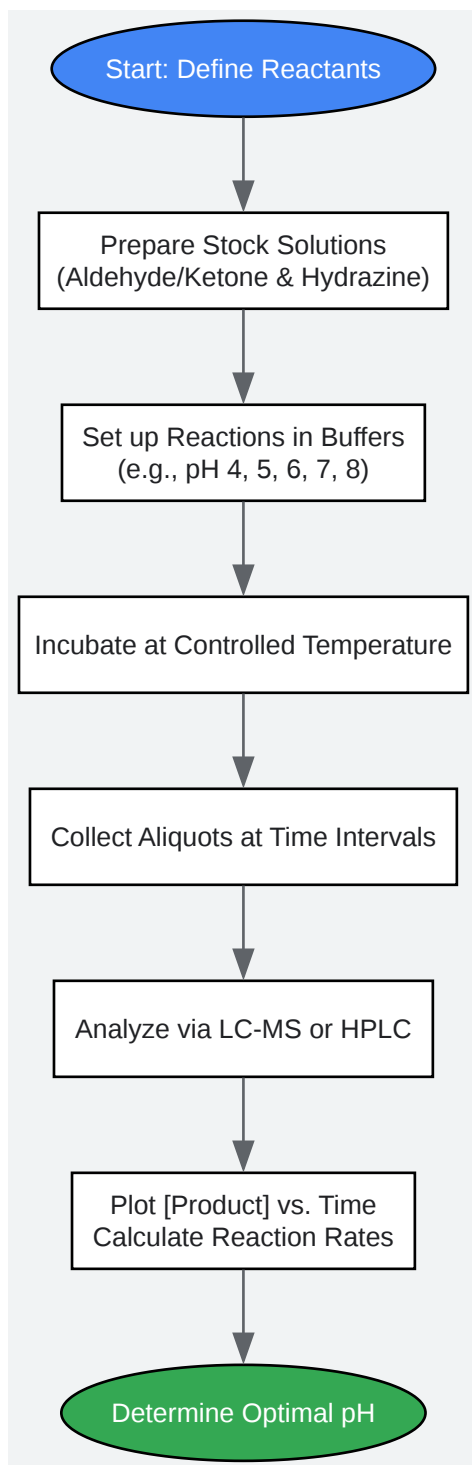 Start: Define Reactants
Prepare Stock Solutions
(Aldehyde/Ketone & Hydrazine)
Set up Reactions in Buffers
(e.g., pH 4, 5, 6, 7, 8)
Incubate at Controlled Temperature
Collect Aliquots at Time Intervals
Analyze via LC-MS or HPLC
Plot [Product] vs. Time
Calculate Reaction Rates
Determine Optimal pH